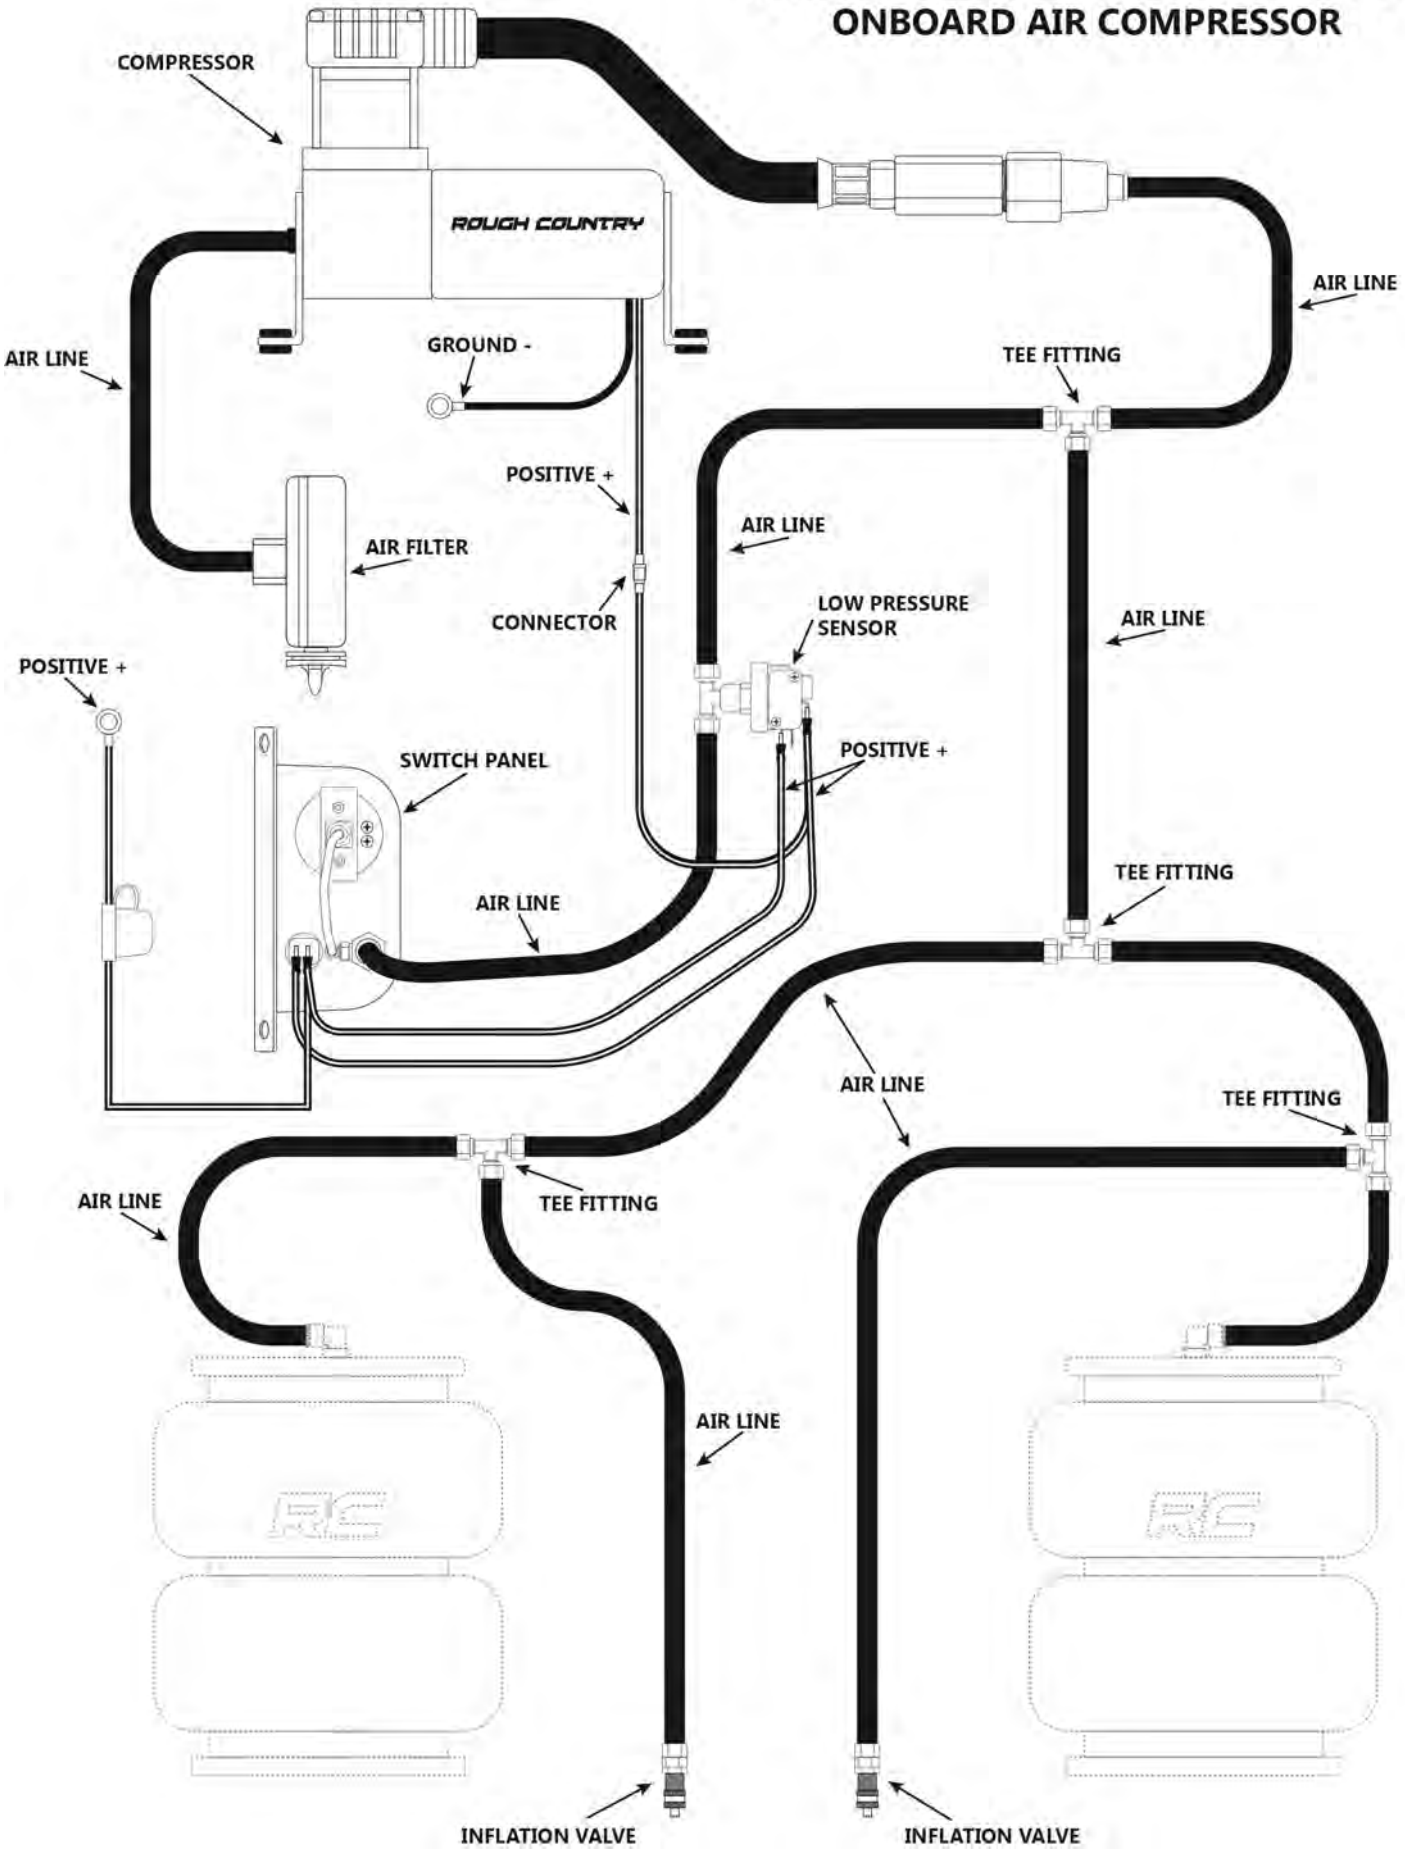 ONBOARD AIR COMPRESSOR
COMPRESSOR
ROUGH COUNTRY
AIR LINE
GROUND -
TEE FITTING
AIR LINE
POSITIVE +
AIR LINE
AIR FILTER
CONNECTOR
LOW PRESSURE
SENSOR
AIR LINE
POSITIVE +
SWITCH PANEL
POSITIVE +
TEE FITTING
AIR LINE
AIR LINE
TEE FITTING
AIR LINE
TEE FITTING
AIR LINE
RC
RC
INFLATION VALVE
INFLATION VALVE